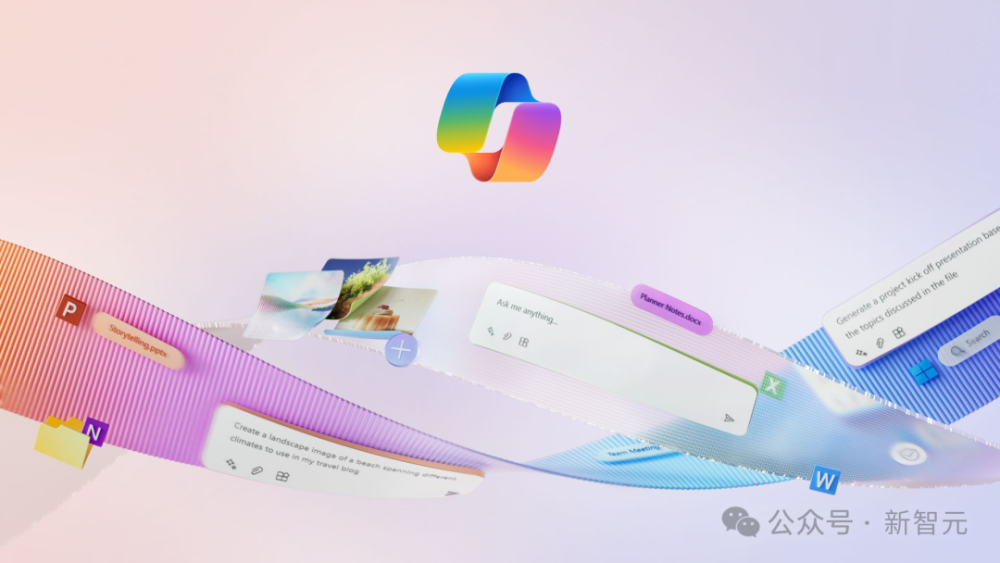 Generate a project kick off presentation base
the topics discussed in the file
Planner Notes.docx
Ask me anything...
P
Storytelling.pptx
Search
X
N
Create a landscape image of a beach spanning different
climates to use in my travel blog
Team Meeting
W
公众号 · 新智元